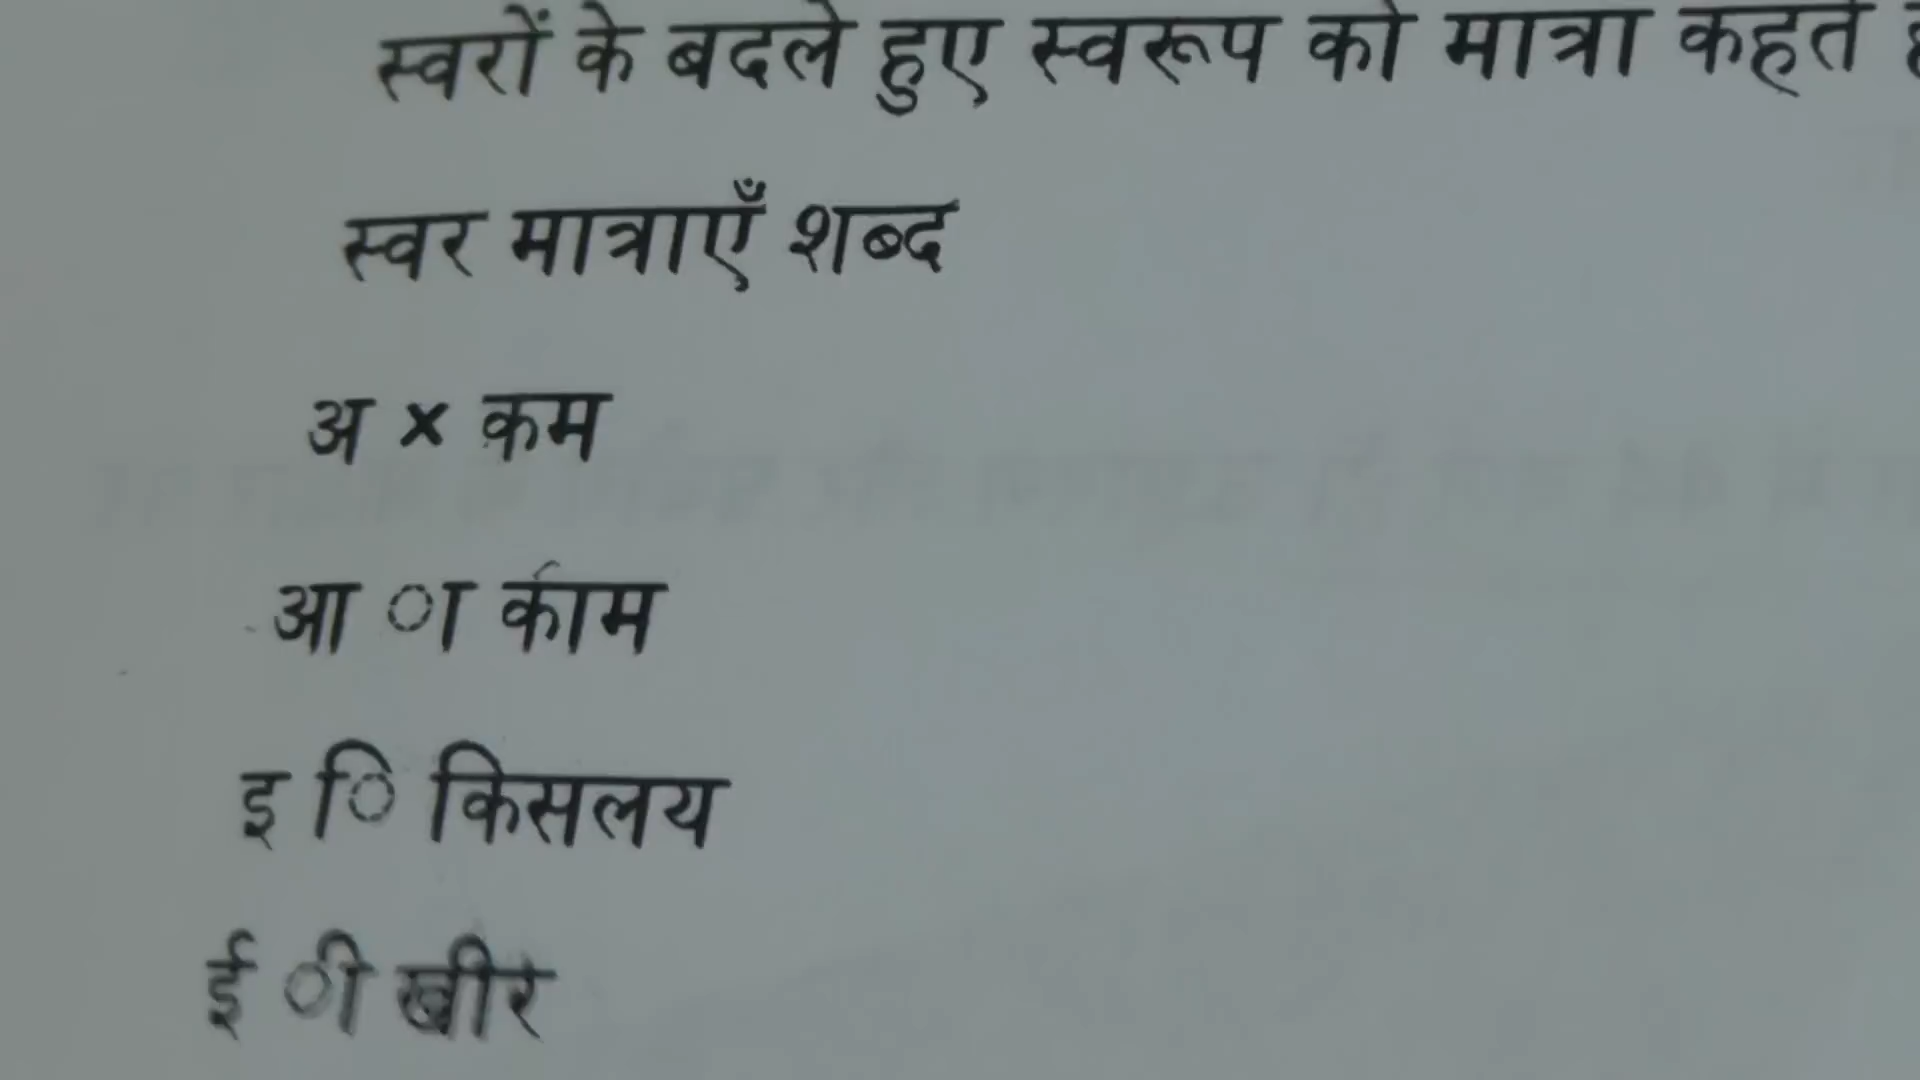 स्वरों के बदले हुए स्वरूप को मात्रा कहते
स्वर मात्राएँ शब्द
अ × कम
आ ा काम
इ ि किसलय
ई ी खीर